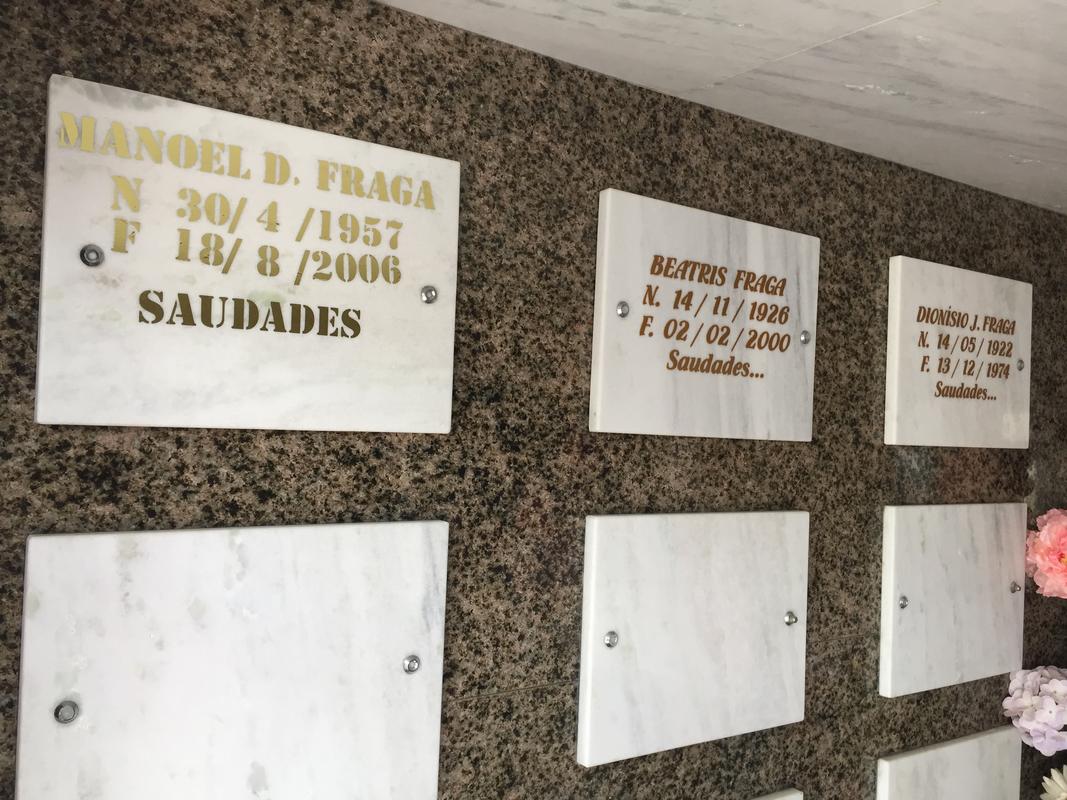 MANOEL D. FRAGA
N 30/ 4 /1957
F 18/ 8 /2006
SAUDADES
BEATRIS FRAGA
N. 14 / 11 / 1926
F. 02 / 02 / 2000
Saudades...
DIONÍSIO J. FRAGA
N. 14 / 05 / 1922
F. 13 / 12 / 1974
Saudades...